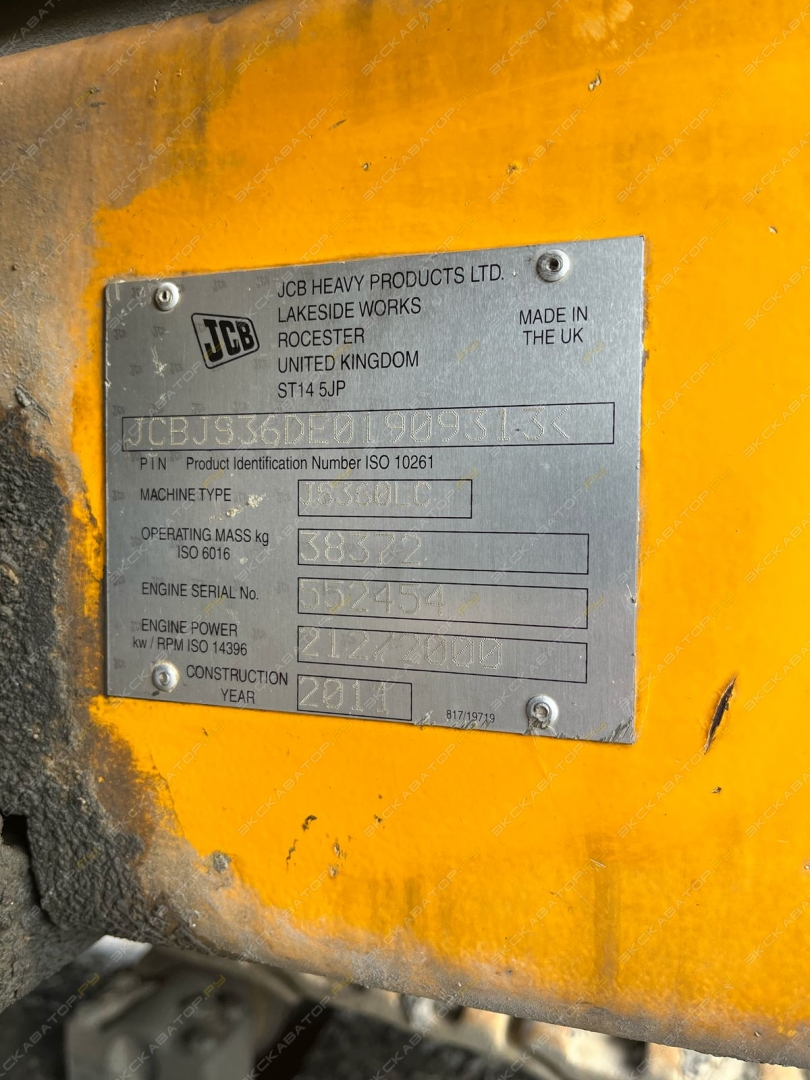 JCB HEAVY PRODUCTS LTD.
LAKESIDE WORKS
ROCESTER
UNITED KINGDOM
ST14 5JP
MADE IN
THE UK
JCB
JCBJS36DE01909313<
PIN Product Identification Number ISO 10261
MACHINE TYPE JS360LC
OPERATING MASS kg
ISO 6016
38372
ENGINE SERIAL No. 552454
ENGINE POWER
kw / RPM ISO 14396
212/2000
CONSTRUCTION
YEAR
2011
817/19719
ЭКСКАВАТОР.РУ